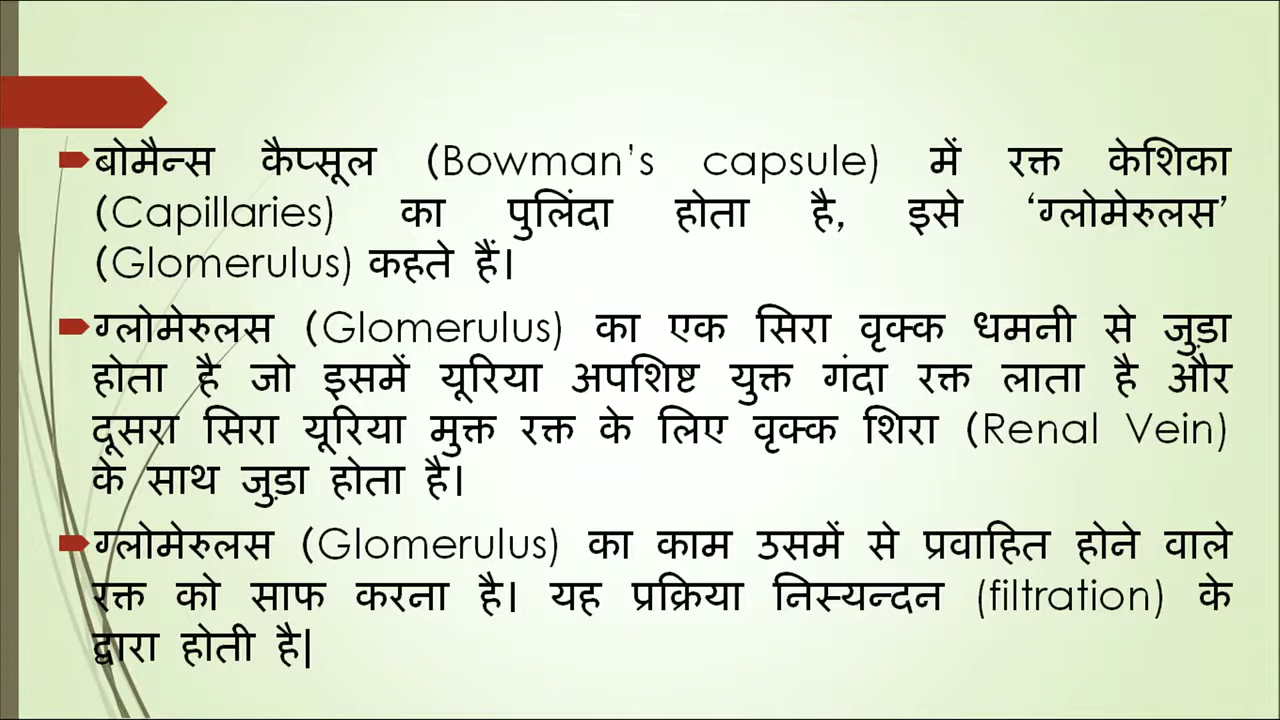 बोमैन्स कैप्सूल (Bowman's capsule) में रक्त केशिका
(Capillaries) का पुलिंदा होता है, इसे ‘ग्लोमेरुलस’
(Glomerulus) कहते हैं।
ग्लोमेरुलस (Glomerulus) का एक सिरा वृक्क धमनी से जुड़ा
होता है जो इसमें यूरिया अपशिष्ट युक्त गंदा रक्त लाता है और
दूसरा सिरा यूरिया मुक्त रक्त के लिए वृक्क शिरा (Renal Vein)
के साथ जुड़ा होता है।
ग्लोमेरुलस (Glomerulus) का काम उसमें से प्रवाहित होने वाले
रक्त को साफ करना है। यह प्रक्रिया निस्यन्दन (filtration) के
द्वारा होती है|